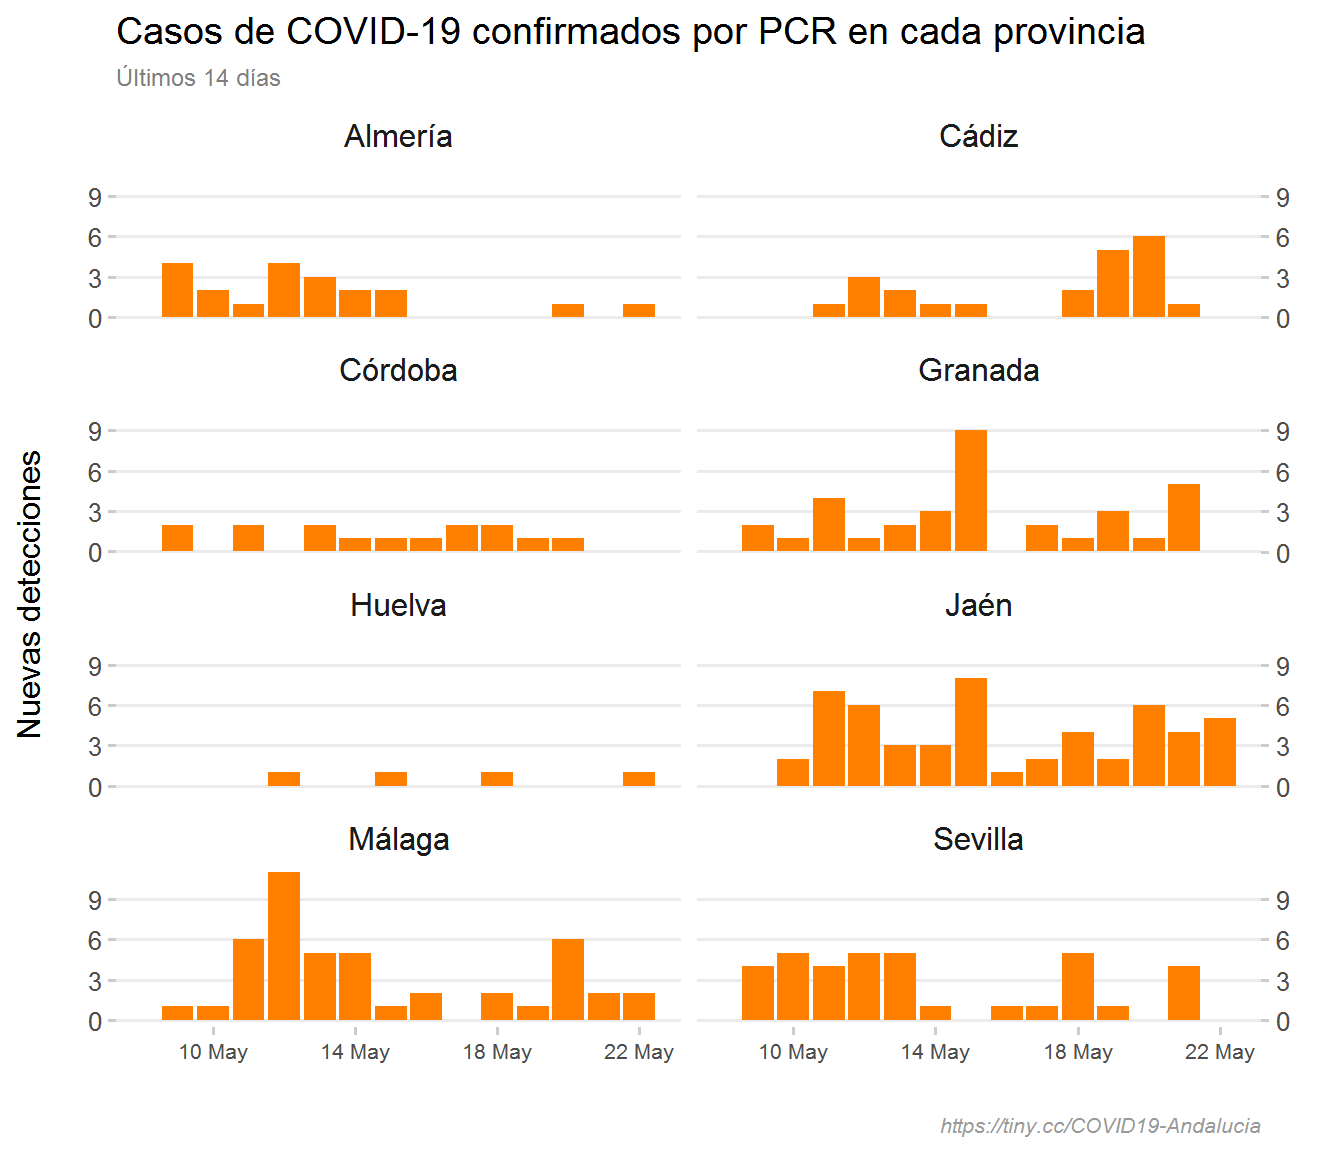 Casos de COVID-19 confirmados por PCR en cada provincia
Últimos 14 días
Almería
Cádiz
9
6
3
0
9
6
3
0
Córdoba
Granada
9
6
3
0
9
6
3
0
Nuevas detecciones
Huelva
Jaén
9
6
3
0
9
6
3
0
Málaga
Sevilla
9
6
3
0
9
6
3
0
10 May 14 May 18 May 22 May
10 May 14 May 18 May 22 May
https://tiny.cc/COVID19-Andalucia